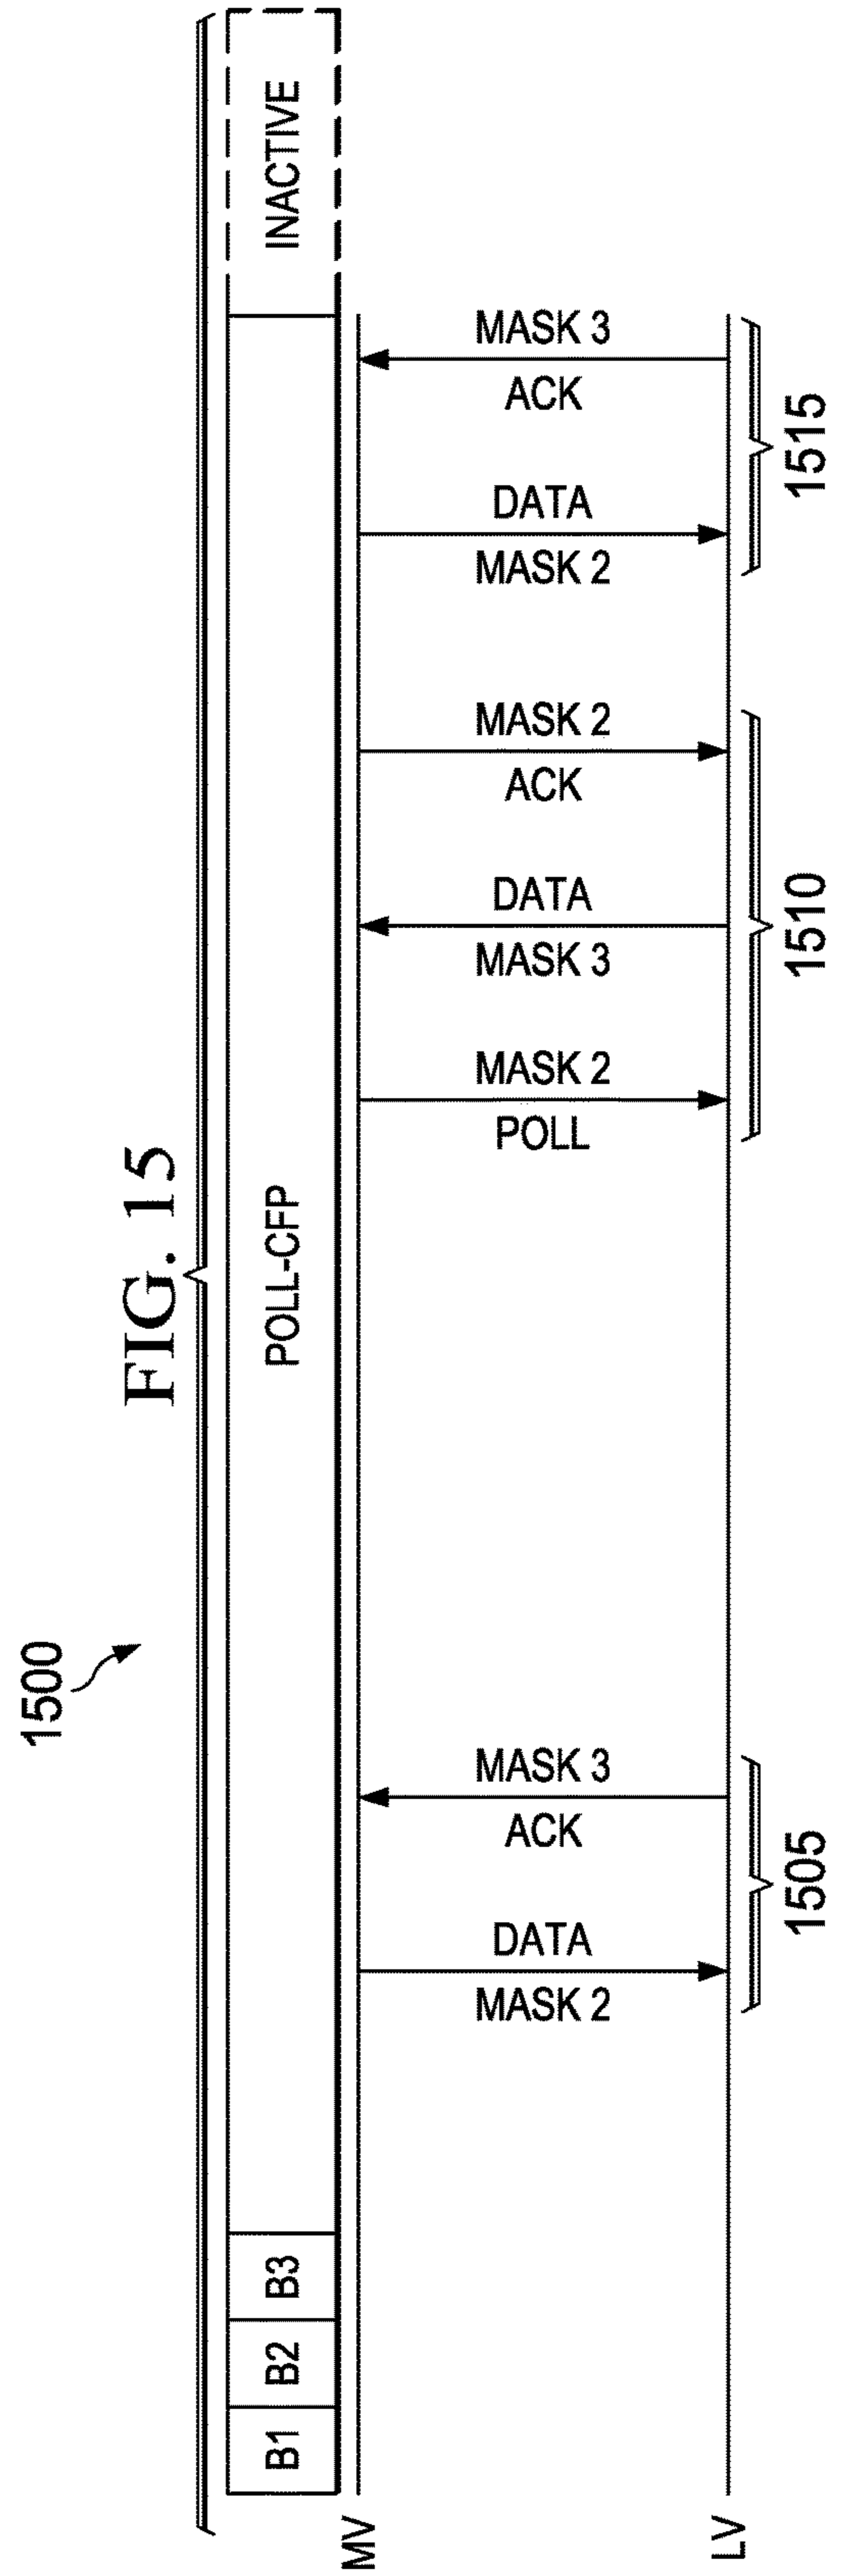 FIG. 15
1500
B1
B2
B3
POLL-CFP
INACTIVE
MV
MASK 2
DATA
ACK
MASK 3
POLL
MASK 2
MASK 3
DATA
ACK
MASK 2
MASK 2
DATA
ACK
MASK 3
LV
1505
1510
1515